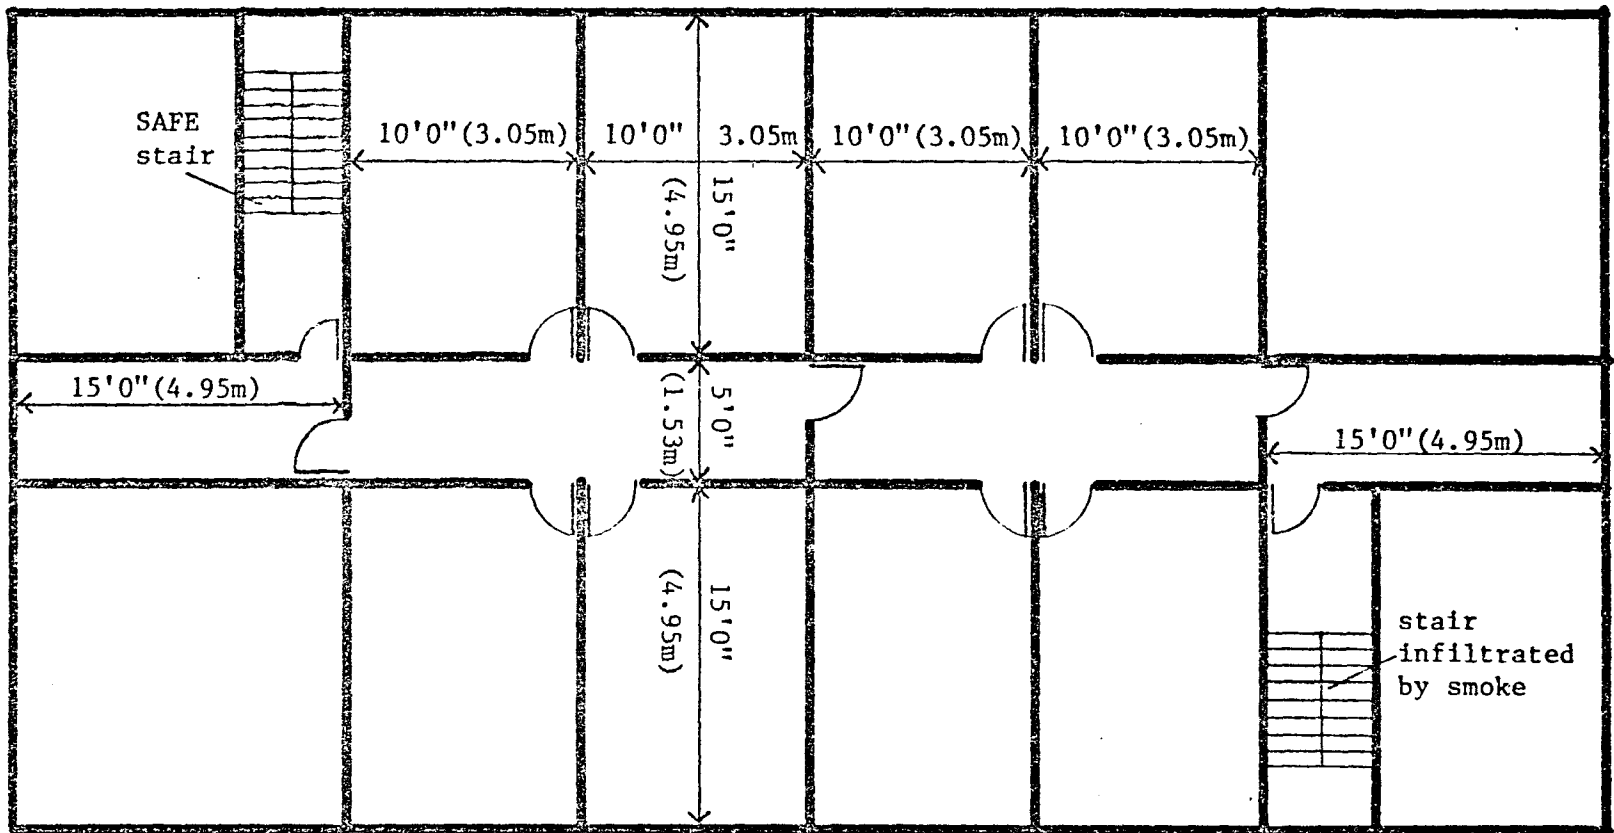 SAFE
stair
10'0"(3.05m)
10'0" 3.05m
10'0"(3.05m)
10'0"(3.05m)
15'0"
(4.95m)
15'0"(4.95m)
5'0"
(1.53m)
15'0"(4.95m)
15'0"
(4.95m)
stair
infiltrated
by smoke